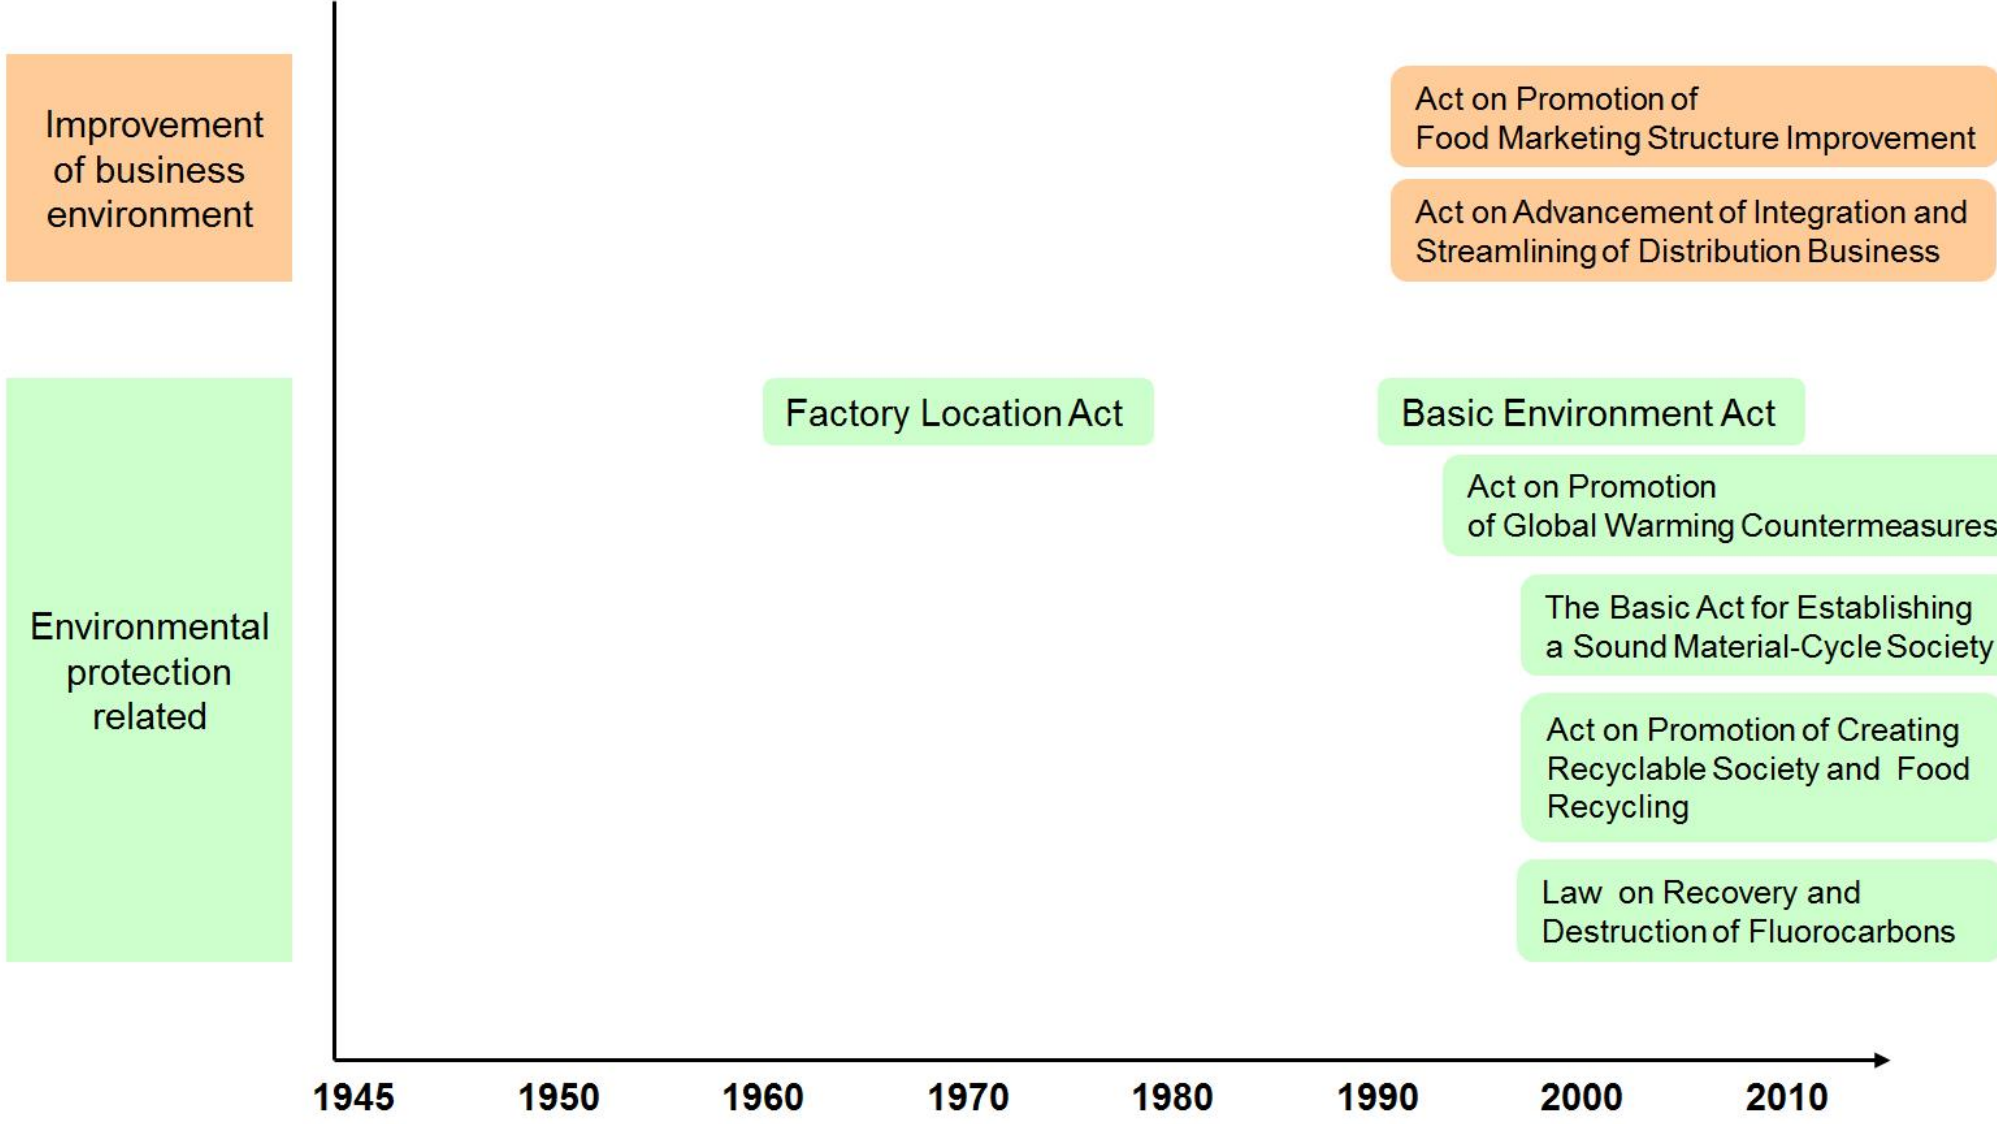 Improvement
of business
environment
Act on Promotion of
Food Marketing Structure Improvement
Act on Advancement of Integration and
Streamlining of Distribution Business
Environmental
protection
related
Factory Location Act
Basic Environment Act
Act on Promotion
of Global Warming Countermeasures
The Basic Act for Establishing
a Sound Material-Cycle Society
Act on Promotion of Creating
Recyclable Society and Food
Recycling
Law on Recovery and
Destruction of Fluorocarbons
1945 1950 1960 1970 1980 1990 2000 2010